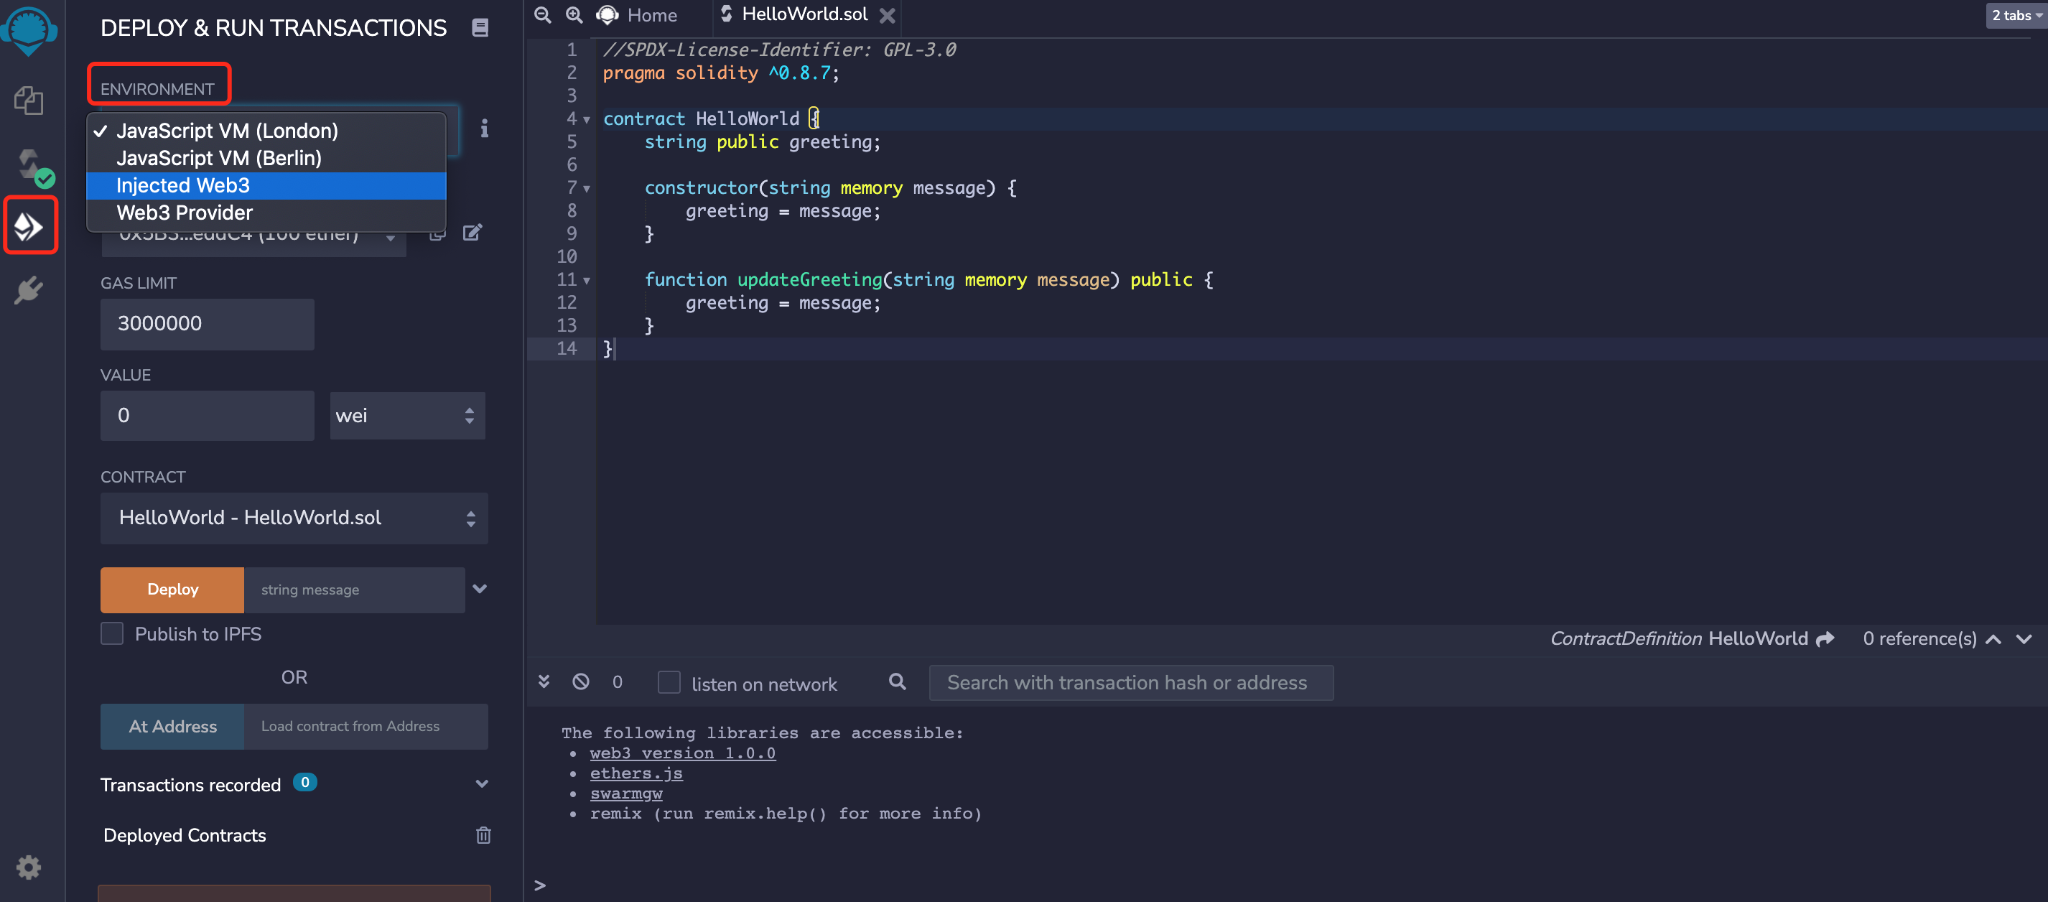 DEPLOY & RUN TRANSACTIONS
ENVIRONMENT
JavaScript VM (London)
JavaScript VM (Berlin)
Injected Web3
Web3 Provider
0x5B3...eddC4 (100 ether)
GAS LIMIT
3000000
VALUE
0
wei
CONTRACT
HelloWorld - HelloWorld.sol
Deploy
string message
Publish to IPFS
OR
At Address
Load contract from Address
Transactions recorded 0
Deployed Contracts
Home
HelloWorld.sol
2 tabs
1 //SPDX-License-Identifier: GPL-3.0
2 pragma solidity ^0.8.7;
3
4 contract HelloWorld {
5 string public greeting;
6
7 constructor(string memory message) {
8 greeting = message;
9 }
10
11 function updateGreeting(string memory message) public {
12 greeting = message;
13 }
14 }
ContractDefinition HelloWorld
0 reference(s)
0
listen on network
Search with transaction hash or address
The following libraries are accessible:
• web3 version 1.0.0
• ethers.js
• swarmgw
• remix (run remix.help() for more info)
>